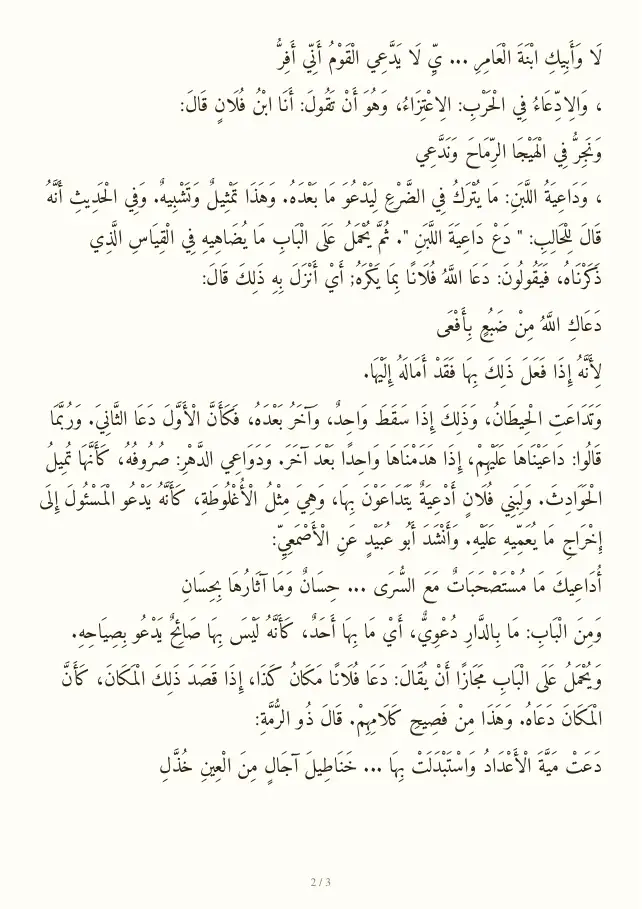 لَا وَأَبِيكِ ابْنَةَ الْعَامِرِ ... يِّ لَا يَدَّعِي الْقَوْمُ أَنِّي أَفِرُّ
، وَالِادِّعَاءُ فِي الْحَرْبِ: الِاعْتِزَاءُ، وَهُوَ أَنْ تَقُولَ: أَنَا ابْنُ فُلَانٍ قَالَ:
وَنَجِرُّ فِي الْهَيْجَا الرِّمَاحَ وَنَدَّعِي
، وَدَاعِيَةُ اللَّبَنِ: مَا يُتْرَكُ فِي الضَّرْعِ لِيَدْعُوَ مَا بَعْدَهُ. وَهَذَا تَمْثِيلٌ وَتَشْبِيهٌ. وَفِي الْحَدِيثِ أَنَّهُ
قَالَ لِلْحَالِبِ: " دَعْ دَاعِيَةَ اللَّبَنِ ". ثُمَّ يُحْمَلُ عَلَى الْبَابِ مَا يُضَاهِيهِ فِي الْقِيَاسِ الَّذِي
ذَكَرْنَاهُ، فَيَقُولُونَ: دَعَا اللَّهُ فُلَانًا بِمَا يَكْرَهُ; أَيْ أَنْزَلَ بِهِ ذَلِكَ قَالَ:
دَعَاكِ اللَّهُ مِنْ ضَبُعٍ بِأَفْعَى
لِأَنَّهُ إِذَا فَعَلَ ذَلِكَ بِهَا فَقَدْ أَمَالَهُ إِلَيْهَا.
وَتَدَاعَتِ الْحِيطَانُ، وَذَلِكَ إِذَا سَقَطَ وَاحِدٌ، وَآخَرُ بَعْدَهُ، فَكَأَنَّ الْأَوَّلَ دَعَا الثَّانِيَ. وَرُبَّمَا
قَالُوا: دَاعَيْنَاهَا عَلَيْهِمْ، إِذَا هَدَمْنَاهَا وَاحِدًا بَعْدَ آخَرَ. وَدَوَاعِي الدَّهْرِ: صُرُوفُهُ، كَأَنَّهَا تُمِيلُ
الْحَوَادِثَ. وَلِبَنِي فُلَانٍ أُدْعِيَةٌ يَتَدَاعَوْنَ بِهَا، وَهِيَ مِثْلُ الْأُغْلُوطَةِ، كَأَنَّهُ يَدْعُو الْمَسْئُولَ إِلَى
إِخْرَاجِ مَا يُعَمِّيهِ عَلَيْهِ. وَأَنْشَدَ أَبُو عُبَيْدٍ عَنِ الْأَصْمَعِيِّ:
أُدَاعِيكَ مَا مُسْتَصْحَبَاتٌ مَعَ السُّرَى ... حِسَانٌ وَمَا آثَارُهَا بِحِسَانِ
وَمِنَ الْبَابِ: مَا بِالدَّارِ دُعْوِيٌّ، أَيْ مَا بِهَا أَحَدٌ، كَأَنَّهُ لَيْسَ بِهَا صَائِحٌ يَدْعُو بِصِيَاحِهِ.
وَيُحْمَلُ عَلَى الْبَابِ مَجَازًا أَنْ يُقَالَ: دَعَا فُلَانًا مَكَانُ كَذَا، إِذَا قَصَدَ ذَلِكَ الْمَكَانَ، كَأَنَّ
الْمَكَانَ دَعَاهُ. وَهَذَا مِنْ فَصِيحِ كَلَامِهِمْ. قَالَ ذُو الرُّمَّةِ:
دَعَتْ مَيَّةَ الْأَعْدَادُ وَاسْتَبْدَلَتْ بِهَا ... خَنَاطِيلَ آجَالٍ مِنَ الْعِينِ خُذَّلِ
2 / 3